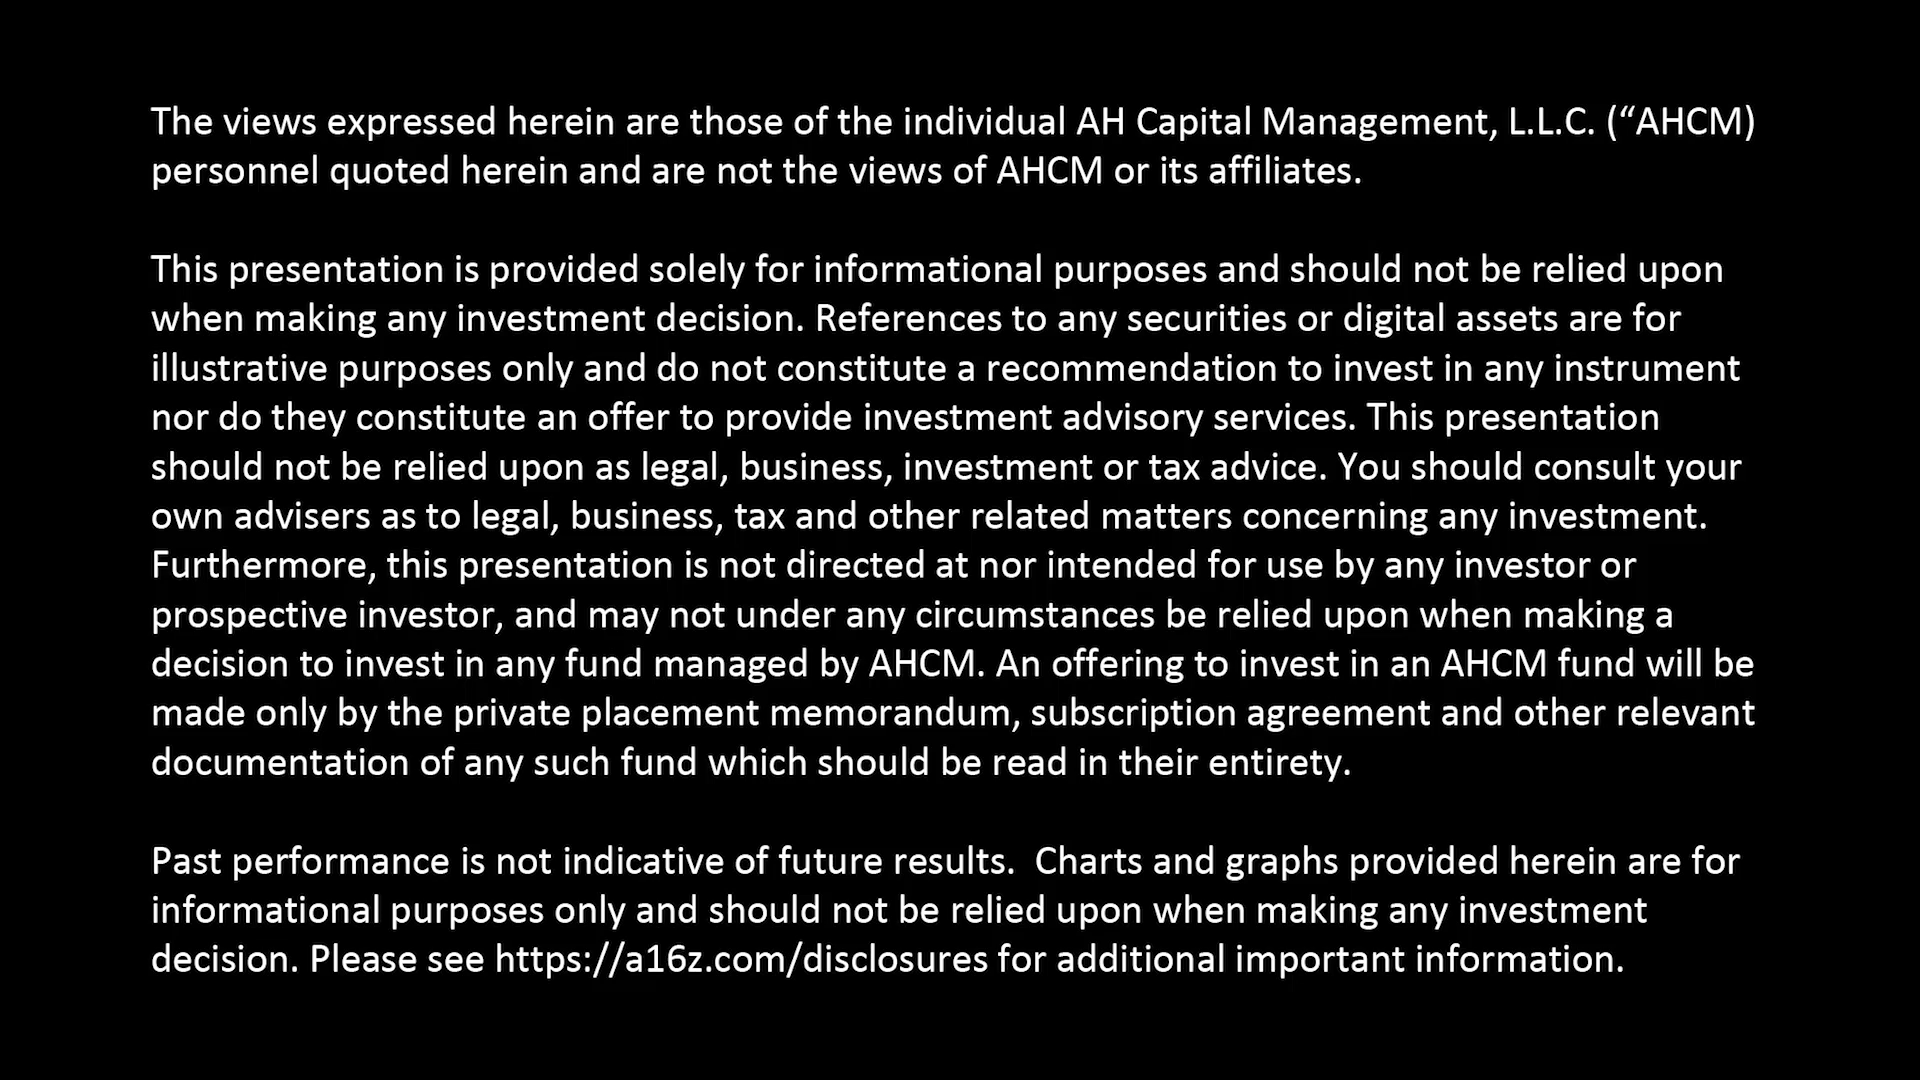 The views expressed herein are those of the individual AH Capital Management, L.L.C. (“AHCM)
personnel quoted herein and are not the views of AHCM or its affiliates.
This presentation is provided solely for informational purposes and should not be relied upon
when making any investment decision. References to any securities or digital assets are for
illustrative purposes only and do not constitute a recommendation to invest in any instrument
nor do they constitute an offer to provide investment advisory services. This presentation
should not be relied upon as legal, business, investment or tax advice. You should consult your
own advisers as to legal, business, tax and other related matters concerning any investment.
Furthermore, this presentation is not directed at nor intended for use by any investor or
prospective investor, and may not under any circumstances be relied upon when making a
decision to invest in any fund managed by AHCM. An offering to invest in an AHCM fund will be
made only by the private placement memorandum, subscription agreement and other relevant
documentation of any such fund which should be read in their entirety.
Past performance is not indicative of future results.  Charts and graphs provided herein are for
informational purposes only and should not be relied upon when making any investment
decision. Please see https://a16z.com/disclosures for additional important information.